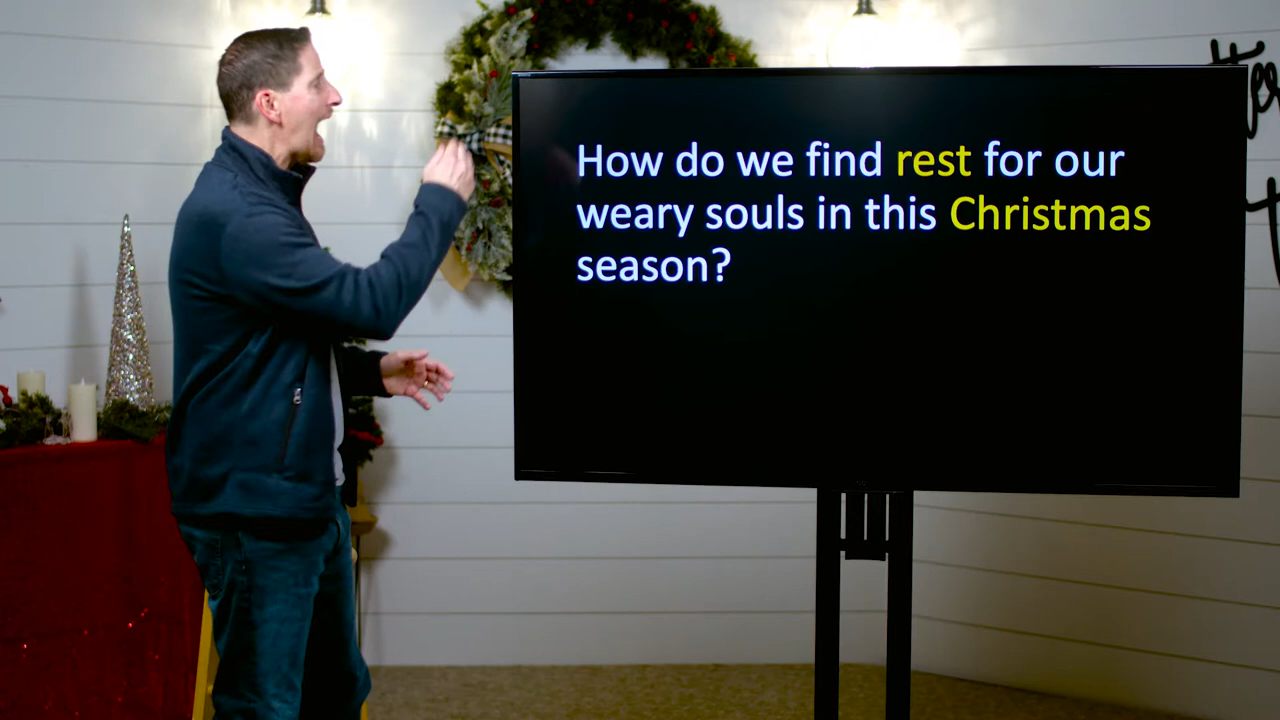 How do we find rest for our
weary souls in this Christmas
season?